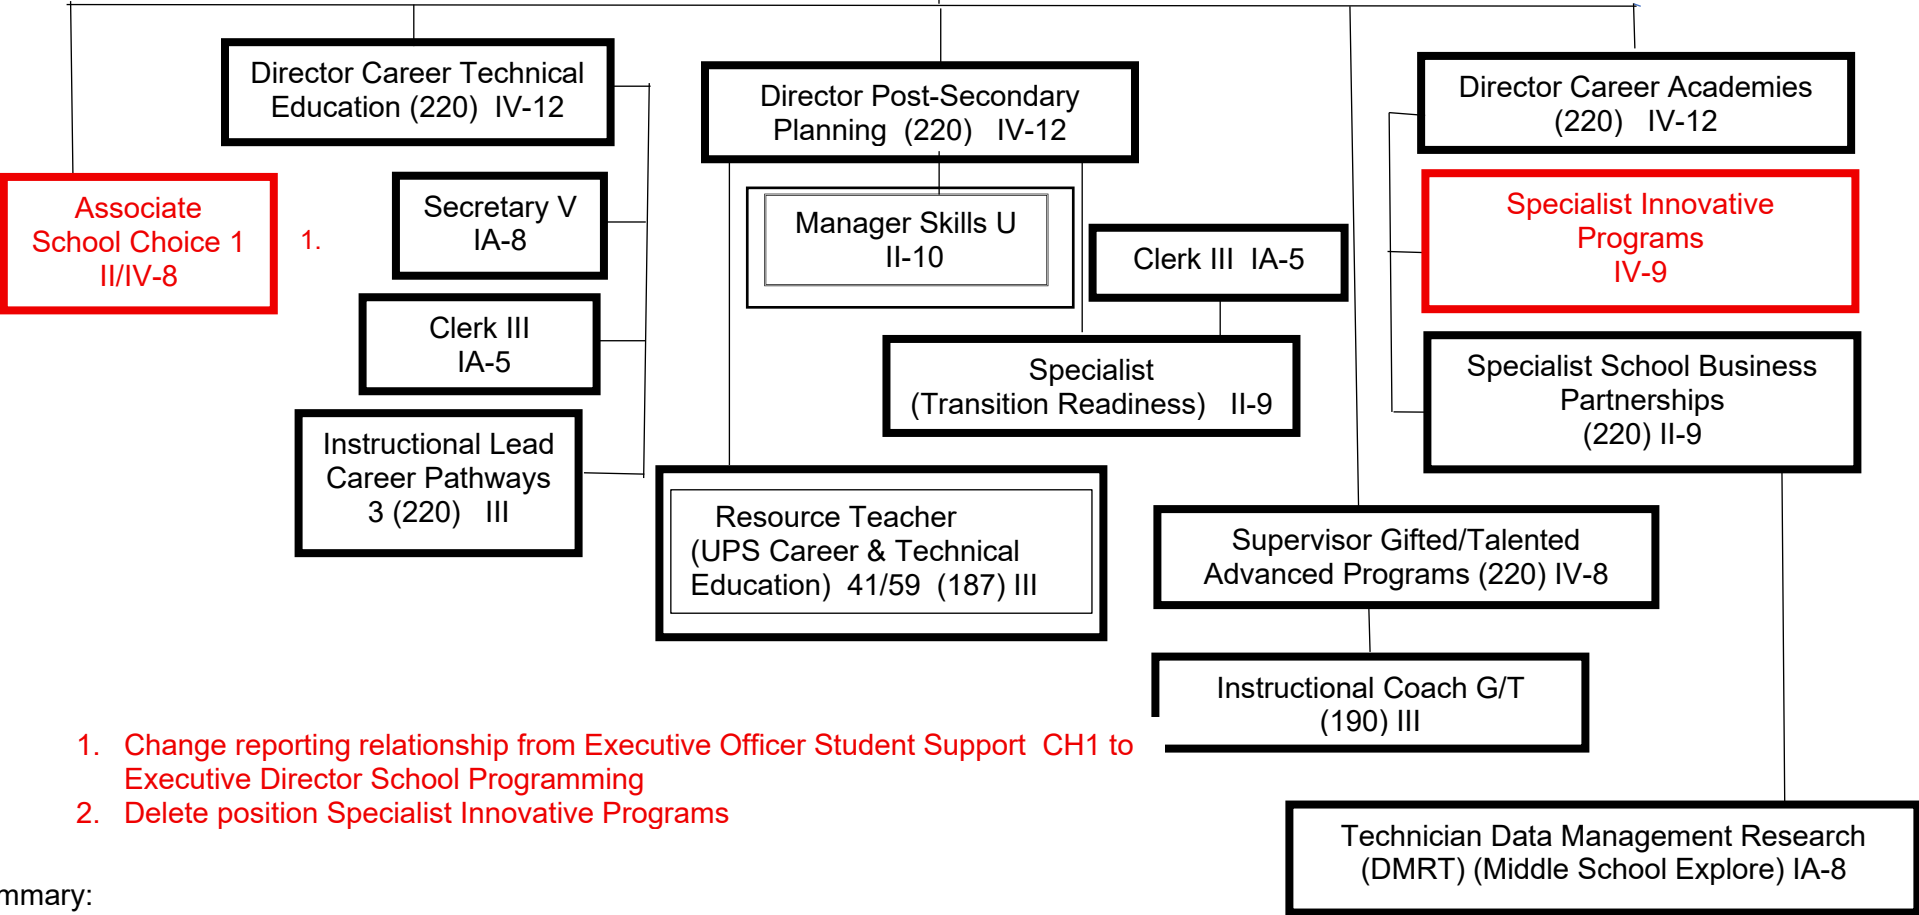 Director Career Technical
Education (220) IV-12
Director Post-Secondary
Planning (220) IV-12
Director Career Academies
(220) IV-12
Associate
School Choice 1
II/IV-8
1.
Secretary V
IA-8
Manager Skills U
II-10
Clerk III IA-5
Specialist Innovative
Programs
IV-9
Clerk III
IA-5
Specialist
(Transition Readiness) II-9
Specialist School Business
Partnerships
(220) II-9
Instructional Lead
Career Pathways
3 (220) III
Resource Teacher
(UPS Career & Technical
Education) 41/59 (187) III
Supervisor Gifted/Talented
Advanced Programs (220) IV-8
Instructional Coach G/T
(190) III
1. Change reporting relationship from Executive Officer Student Support CH1 to
Executive Director School Programming
2. Delete position Specialist Innovative Programs
Technician Data Management Research
(DMRT) (Middle School Explore) IA-8
mmary: